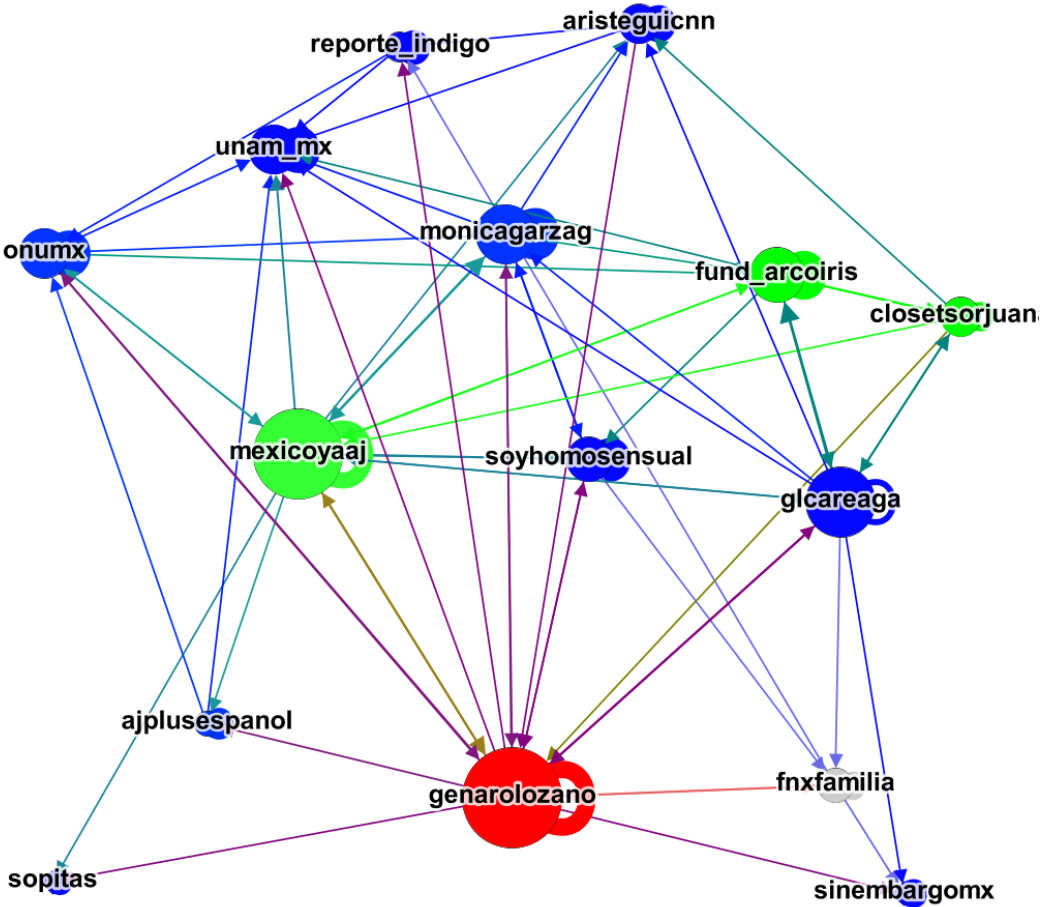 aristeguicnn
reporte_indigo
unam_mx
monicagarzag
onumx
fund_arcoiris
closetsorjuana
mexicoyaaj
soyhomosensual
glcareaga
ajplusespanol
fnxfamilia
genarolozano
sopitas
sinembargomx